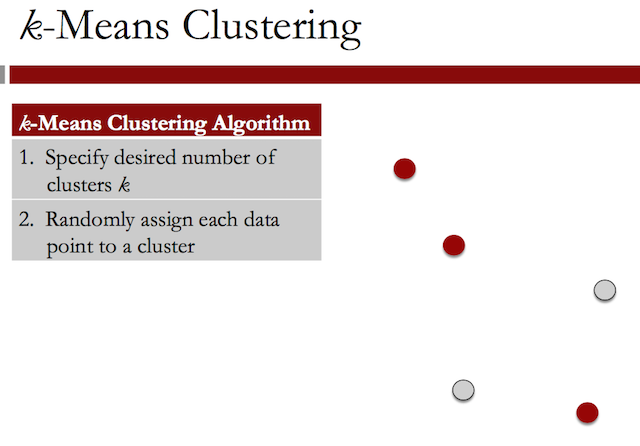 k-Means Clustering
k-Means Clustering Algorithm
1. Specify desired number of
clusters k
2. Randomly assign each data
point to a cluster